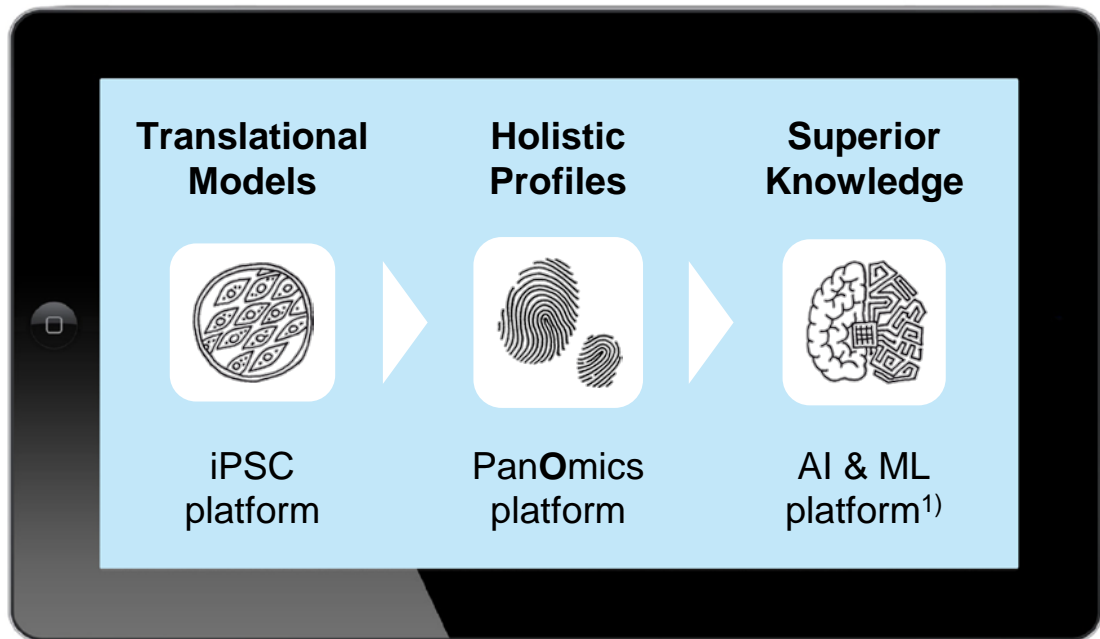 Translational
Models
Holistic
Profiles
Superior
Knowledge
iPSC
platform
PanOmics
platform
AI & ML
platform1)